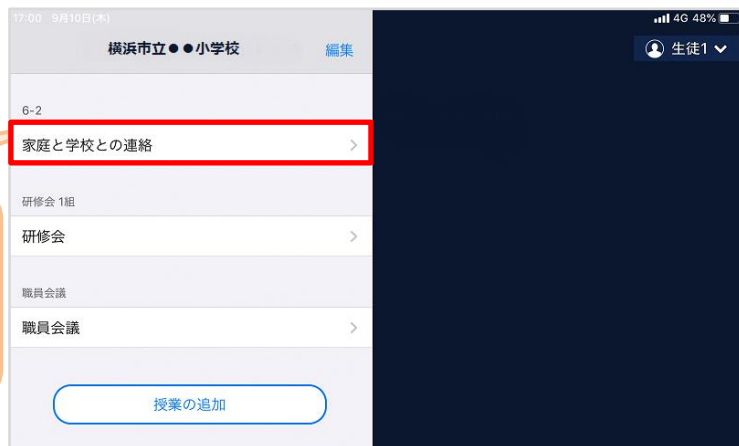 17:00 9月10日(木)
4G 48%
横浜市立●●小学校 編集
生徒1
6-2
家庭と学校との連絡
研修会 1組
研修会
職員会議
職員会議
授業の追加